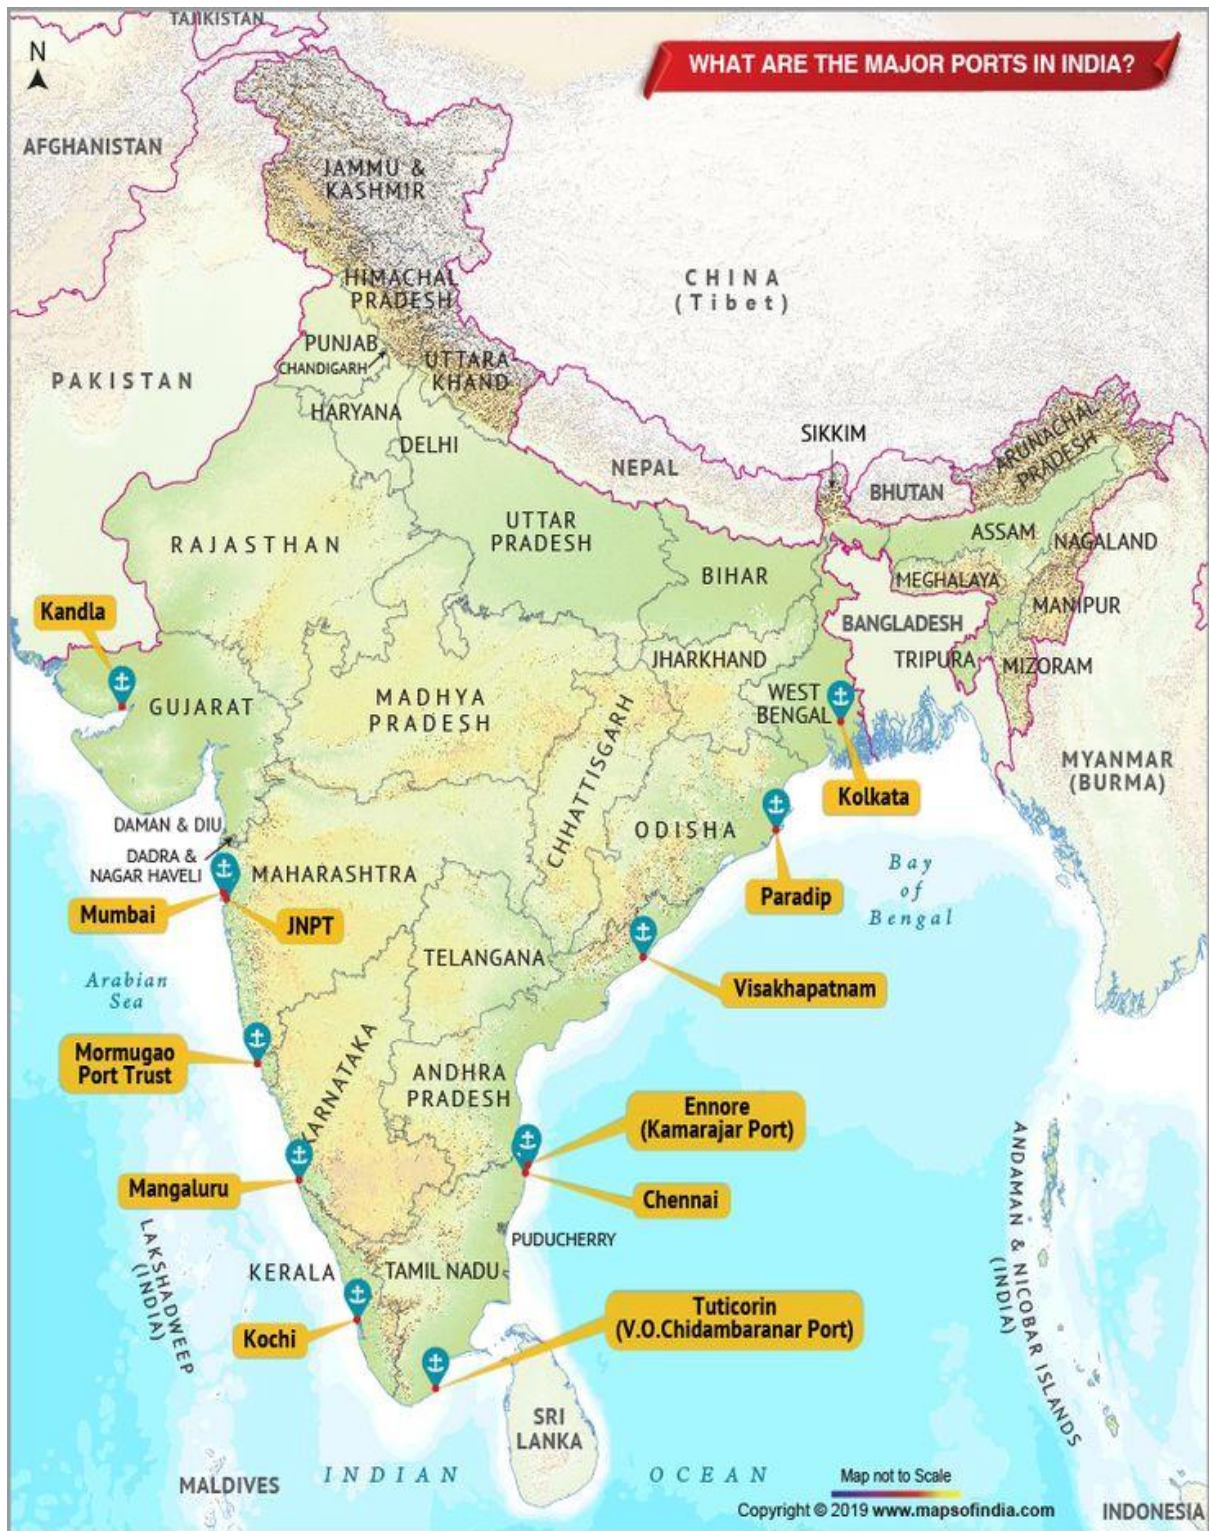 TAJIKISTAN
N
WHAT ARE THE MAJOR PORTS IN INDIA?
AFGHANISTAN
JAMMU &
KASHMIR
CHINA
(Tibet)
HIMACHAL
PRADESH
PUNJAB
CHANDIGARH
UTTARA
KHAND
PAKISTAN
HARYANA
DELHI
SIKKIM
ARUNACHAL
PRADESH
NEPAL
BHUTAN
UTTAR
PRADESH
ASSAM
NAGALAND
RAJASTHAN
BIHAR
MEGHALAYA
MANIPUR
Kandla
BANGLADESH
JHARKHAND
TRIPURA
MIZORAM
GUJARAT
MADHYA
PRADESH
WEST
BENGAL
CHHATTISGARH
MYANMAR
(BURMA)
Kolkata
DAMAN & DIU
ODISHA
DADRA &
NAGAR HAVELI
MAHARASHTRA
Bay
of
Bengal
Paradip
Mumbai
JNPT
TELANGANA
Arabian
Sea
Visakhapatnam
Mormugao
Port Trust
KARNATAKA
ANDHRA
PRADESH
Ennore
(Kamarajar Port)
Mangaluru
Chennai
PUDUCHERRY
LAKSHADWEEP
(INDIA)
KERALA
TAMIL NADU
ANDAMAN & NICOBAR ISLANDS
(INDIA)
Kochi
Tuticorin
(V.O.Chidambaranar Port)
SRI
LANKA
MALDIVES
INDIAN
OCEAN
Map not to Scale
Copyright © 2019 www.mapsofindia.com
INDONESIA